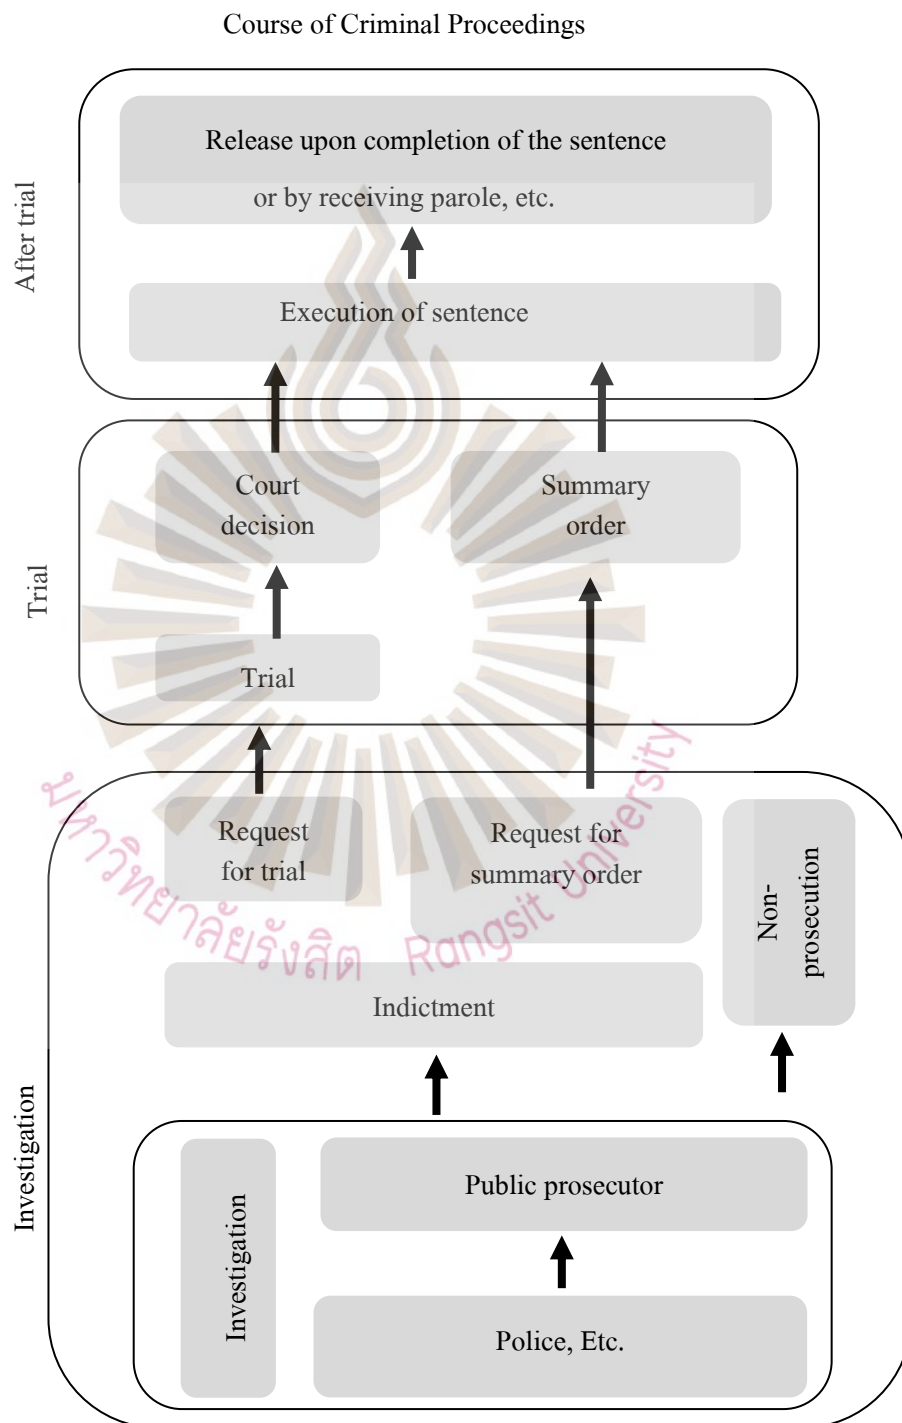 Course of Criminal Proceedings
After trial
Release upon completion of the sentence
or by receiving parole, etc.
Execution of sentence
Trial
Court
decision
Summary
order
Trial
Investigation
Request
for trial
Request for
summary order
Non-
prosecution
Indictment
Investigation
Public prosecutor
Police, Etc.
มหาวิทยาลัยรังสิต Rangsit University